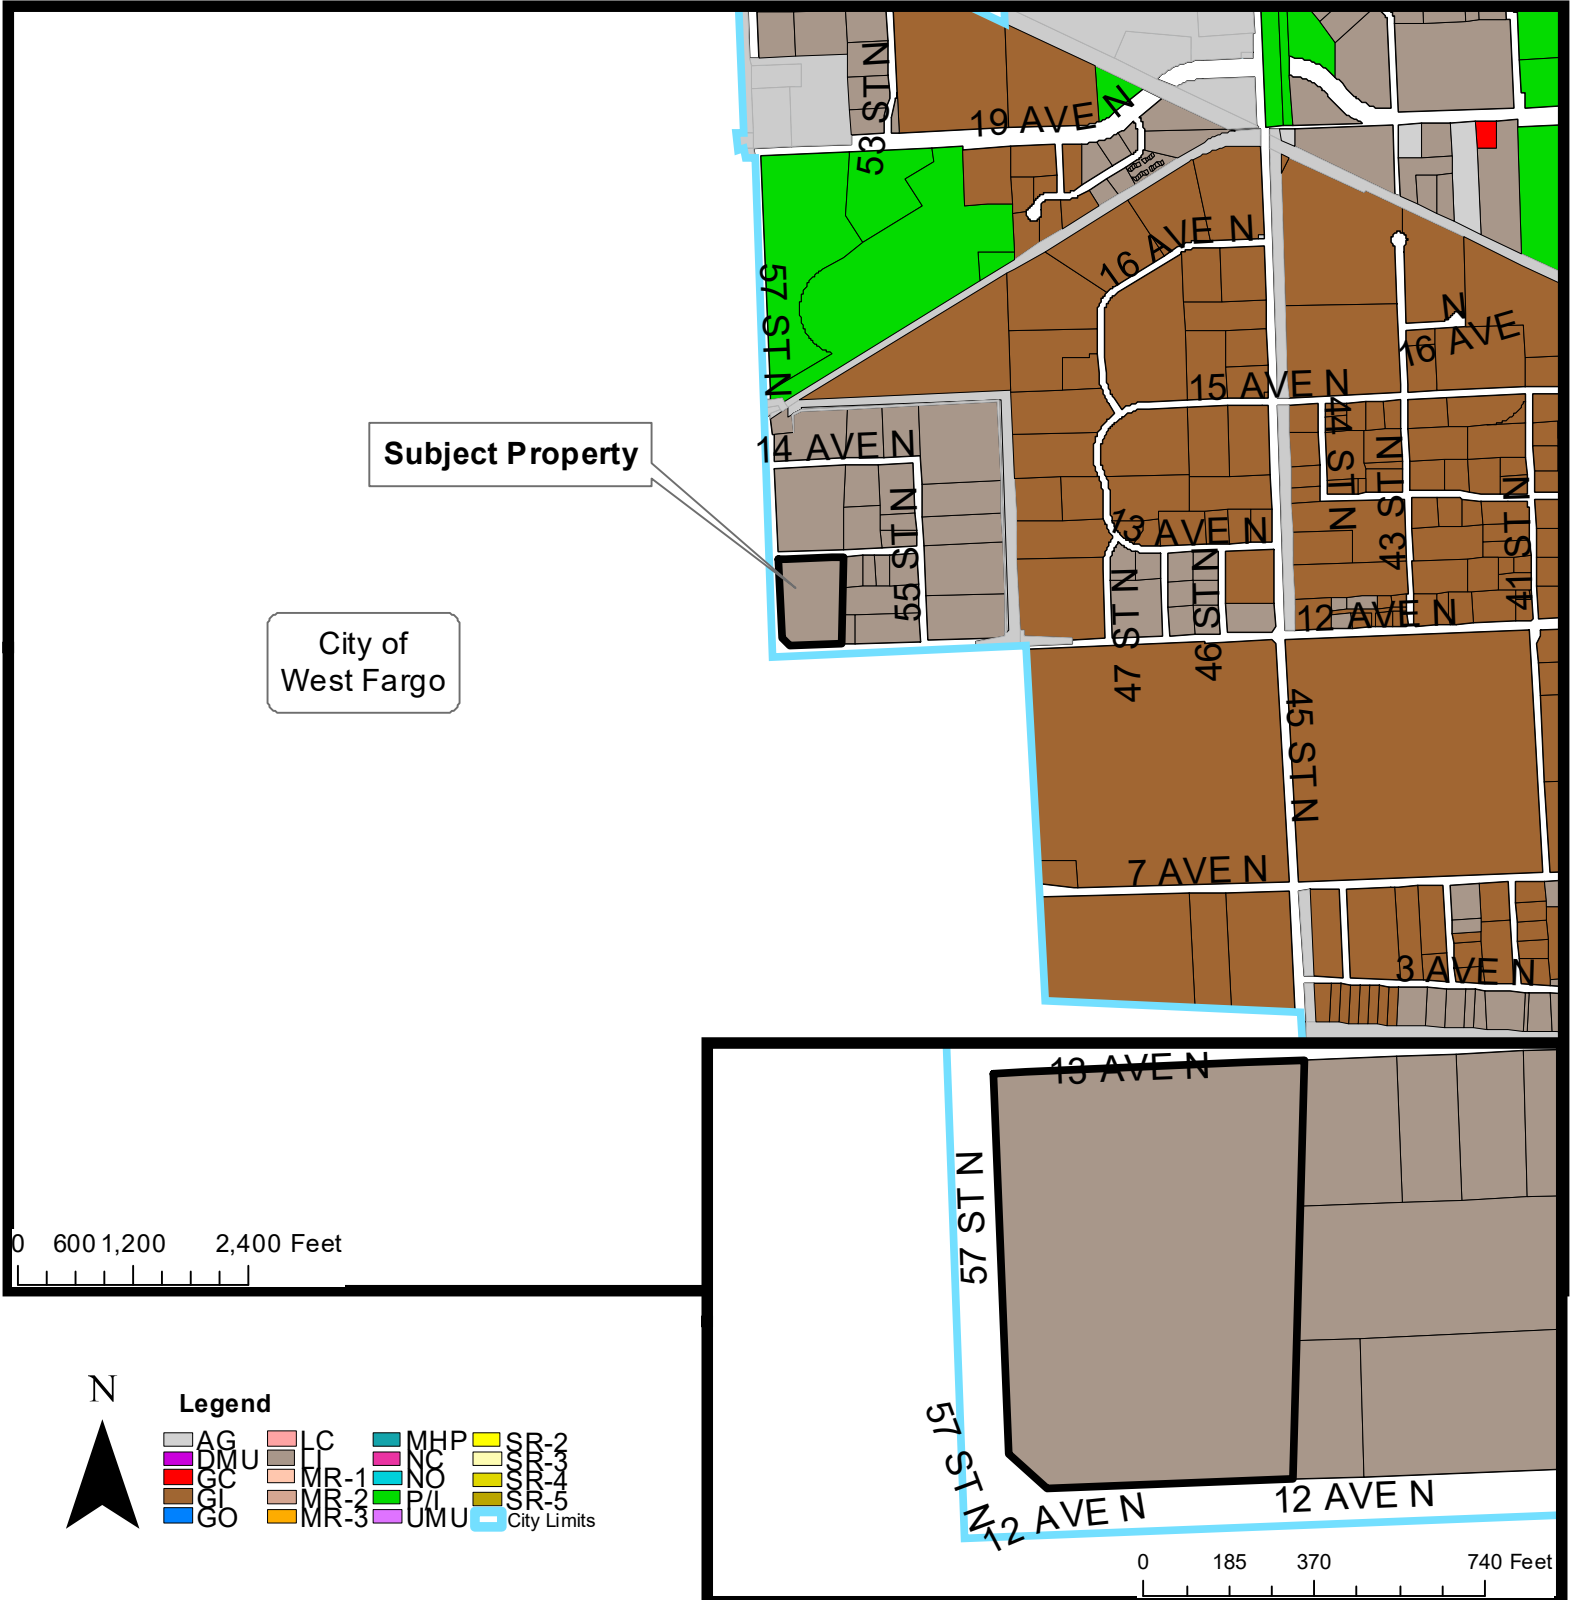 53 ST N
19 AVE N
57 ST N
16 AVE N
N
16 AVE
15 AVE N
44 ST N
43 ST N
41 ST N
14 AVE N
Subject Property
55 ST N
13 AVE N
47 ST N
46 ST N
12 AVE N
City of
West Fargo
45 ST N
7 AVE N
3 AVE N
13 AVE N
57 ST N
57 ST N
12 AVE N
12 AVE N
0 185 370 740 Feet
0 600 1,200 2,400 Feet
N
Legend
AG LC MHP SR-2
DMU LI NC SR-3
GC MR-1 NO SR-4
GI MR-2 P/I SR-5
GO MR-3 UMU City Limits